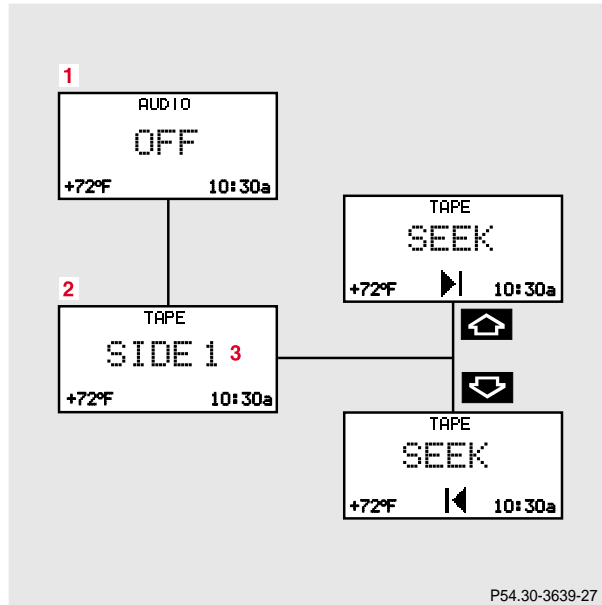 1
AUDIO
OFF
+72°F 10:30a
2
TAPE
SIDE 1 3
+72°F 10:30a
TAPE
SEEK
+72°F 10:30a
TAPE
SEEK
+72°F 10:30a
P54.30-3639-27